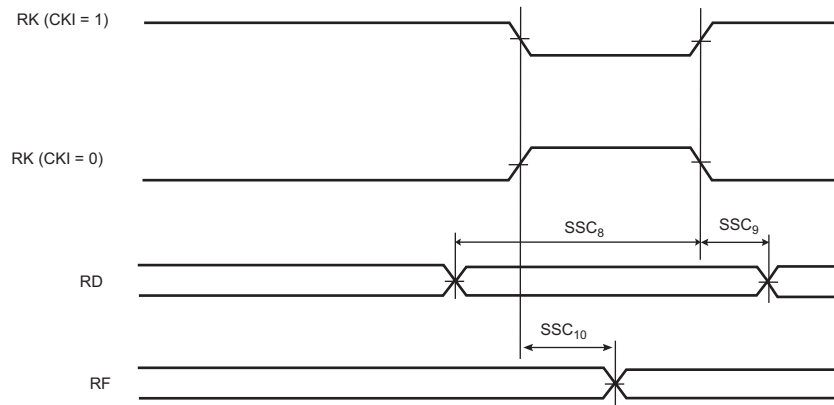 RK (CKI = 1)
RK (CKI = 0)
SSC8
SSC9
RD
SSC10
RF